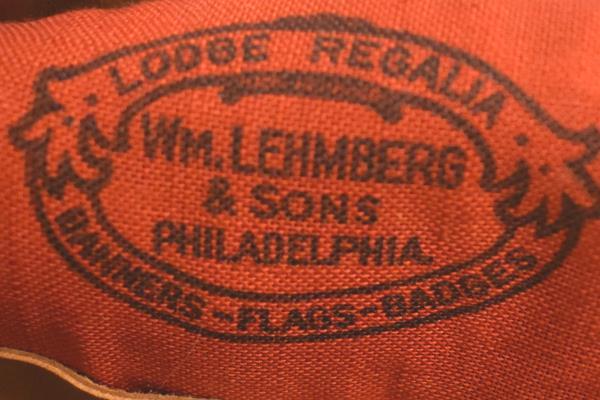 LODGE REGALIA
WM. LEHMBERG
& SONS
PHILADELPHIA.
BANNERS-FLAGS-BADGES